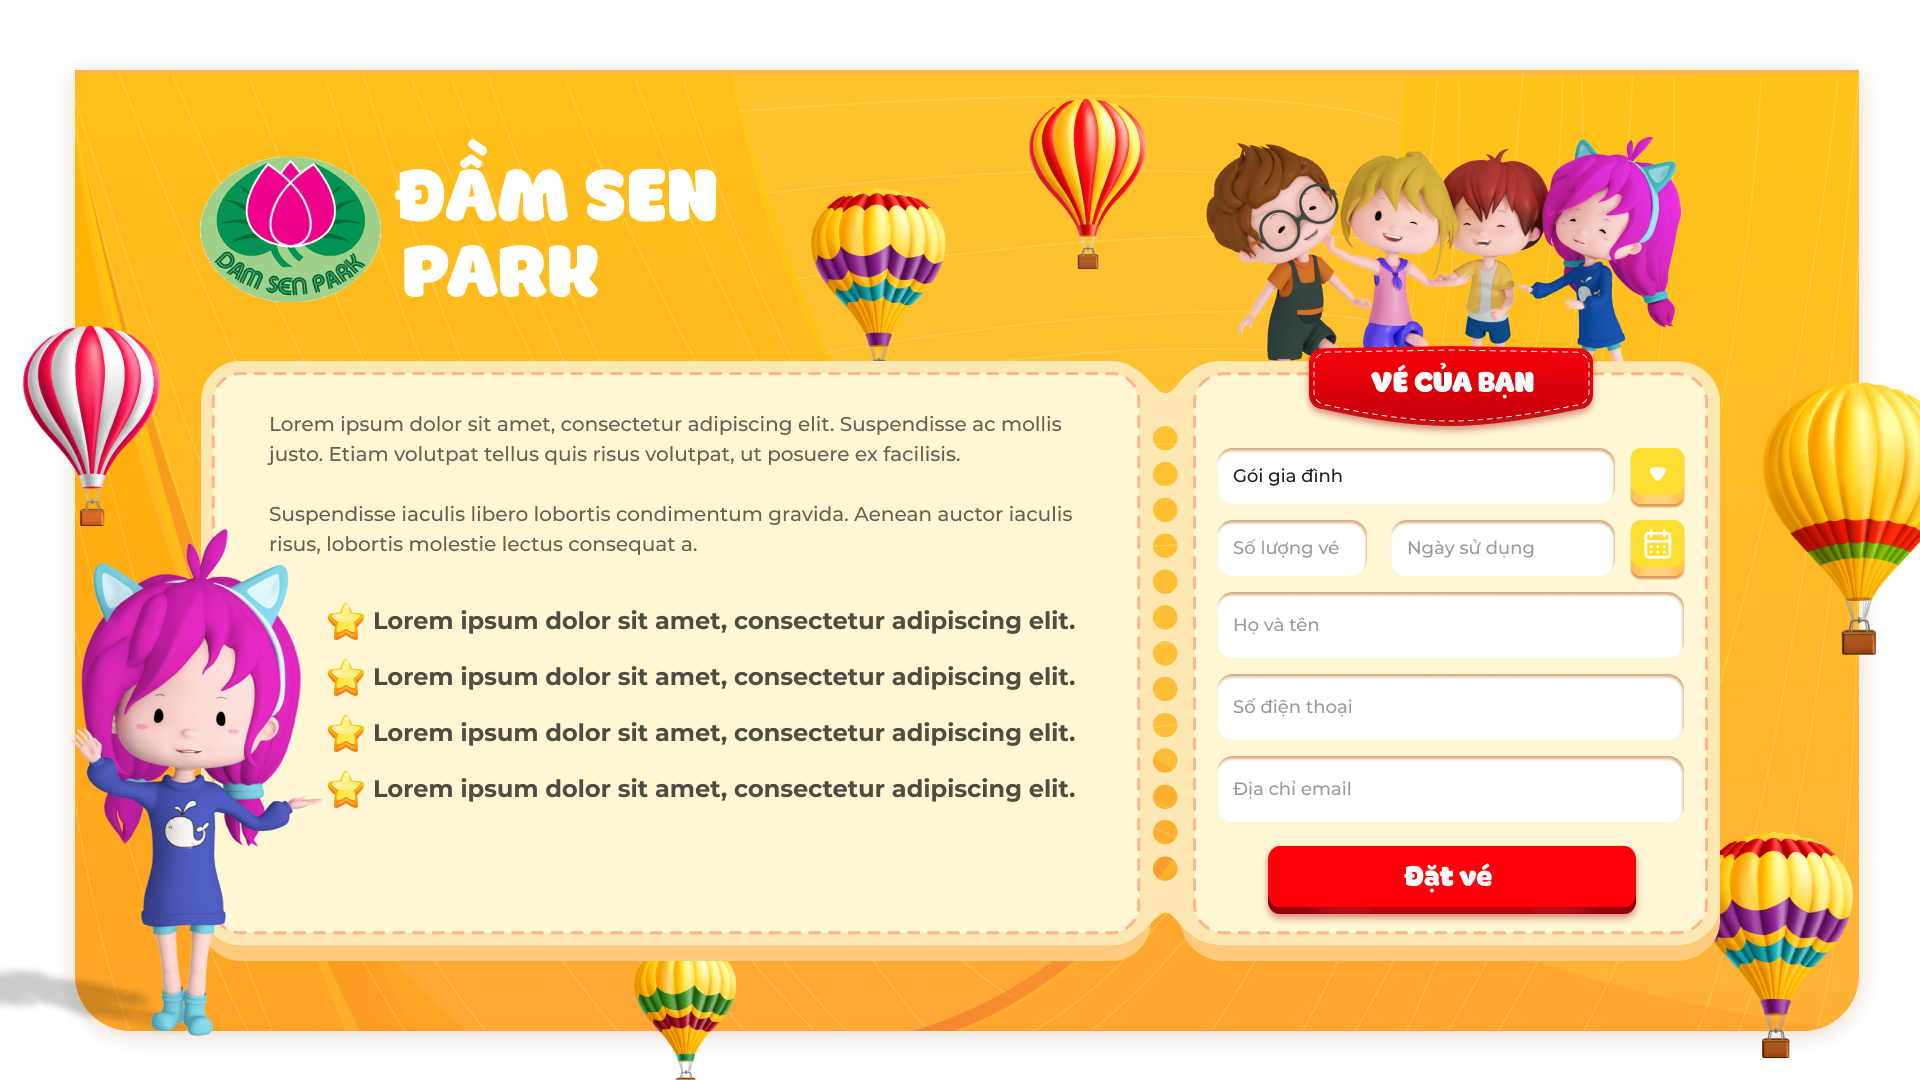 DAM SEN PARK
ĐẦM SEN
PARK
Lorem ipsum dolor sit amet, consectetur adipiscing elit. Suspendisse ac mollis
justo. Etiam volutpat tellus quis risus volutpat, ut posuere ex facilisis.
Suspendisse iaculis libero lobortis condimentum gravida. Aenean auctor iaculis
risus, lobortis molestie lectus consequat a.
Lorem ipsum dolor sit amet, consectetur adipiscing elit.
Lorem ipsum dolor sit amet, consectetur adipiscing elit.
Lorem ipsum dolor sit amet, consectetur adipiscing elit.
Lorem ipsum dolor sit amet, consectetur adipiscing elit.
VÉ CỦA BẠN
Gói gia đình
Số lượng vé
Ngày sử dụng
Họ và tên
Số điện thoại
Địa chỉ email
Đặt vé